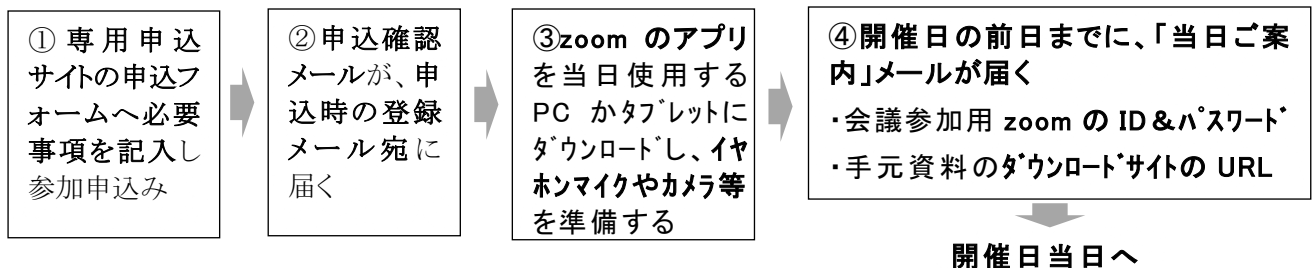 ① 専用申込
サイトの申込フ
ォームへ必要
事項を記入し
参加申込み
②申込確認
メールが、申
込時の登録
メール宛に
届く
③zoom のアプリ
を当日使用する
PC かﾀﾌﾞﾚｯﾄに
ﾀﾞｳﾝﾛｰﾄﾞし、イヤ
ホンマイクやカメラ等
を準備する
④開催日の前日までに、「当日ご案
内」メールが届く
・会議参加用 zoom の ID＆ﾊﾟｽﾜｰﾄﾞ
・手元資料のﾀﾞｳﾝﾛｰﾄﾞｻｲﾄの URL
開催日当日へ